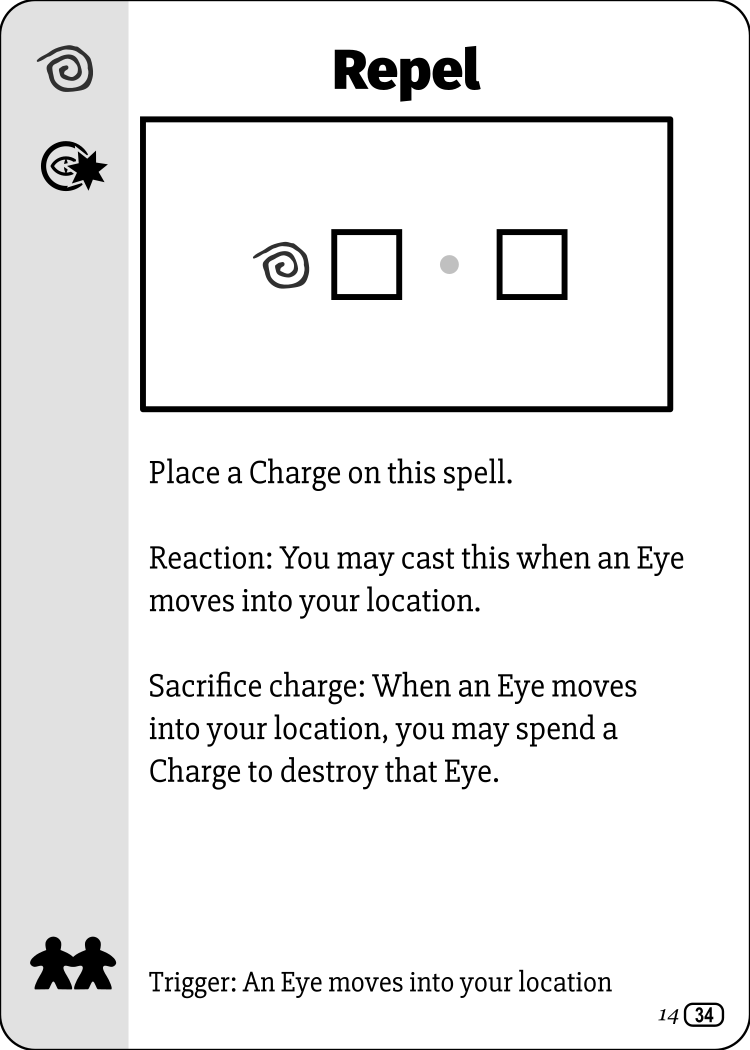 Repel
Place a Charge on this spell.
Reaction: You may cast this when an Eye
moves into your location.
Sacrifice charge: When an Eye moves
into your location, you may spend a
Charge to destroy that Eye.
Trigger: An Eye moves into your location
14 34